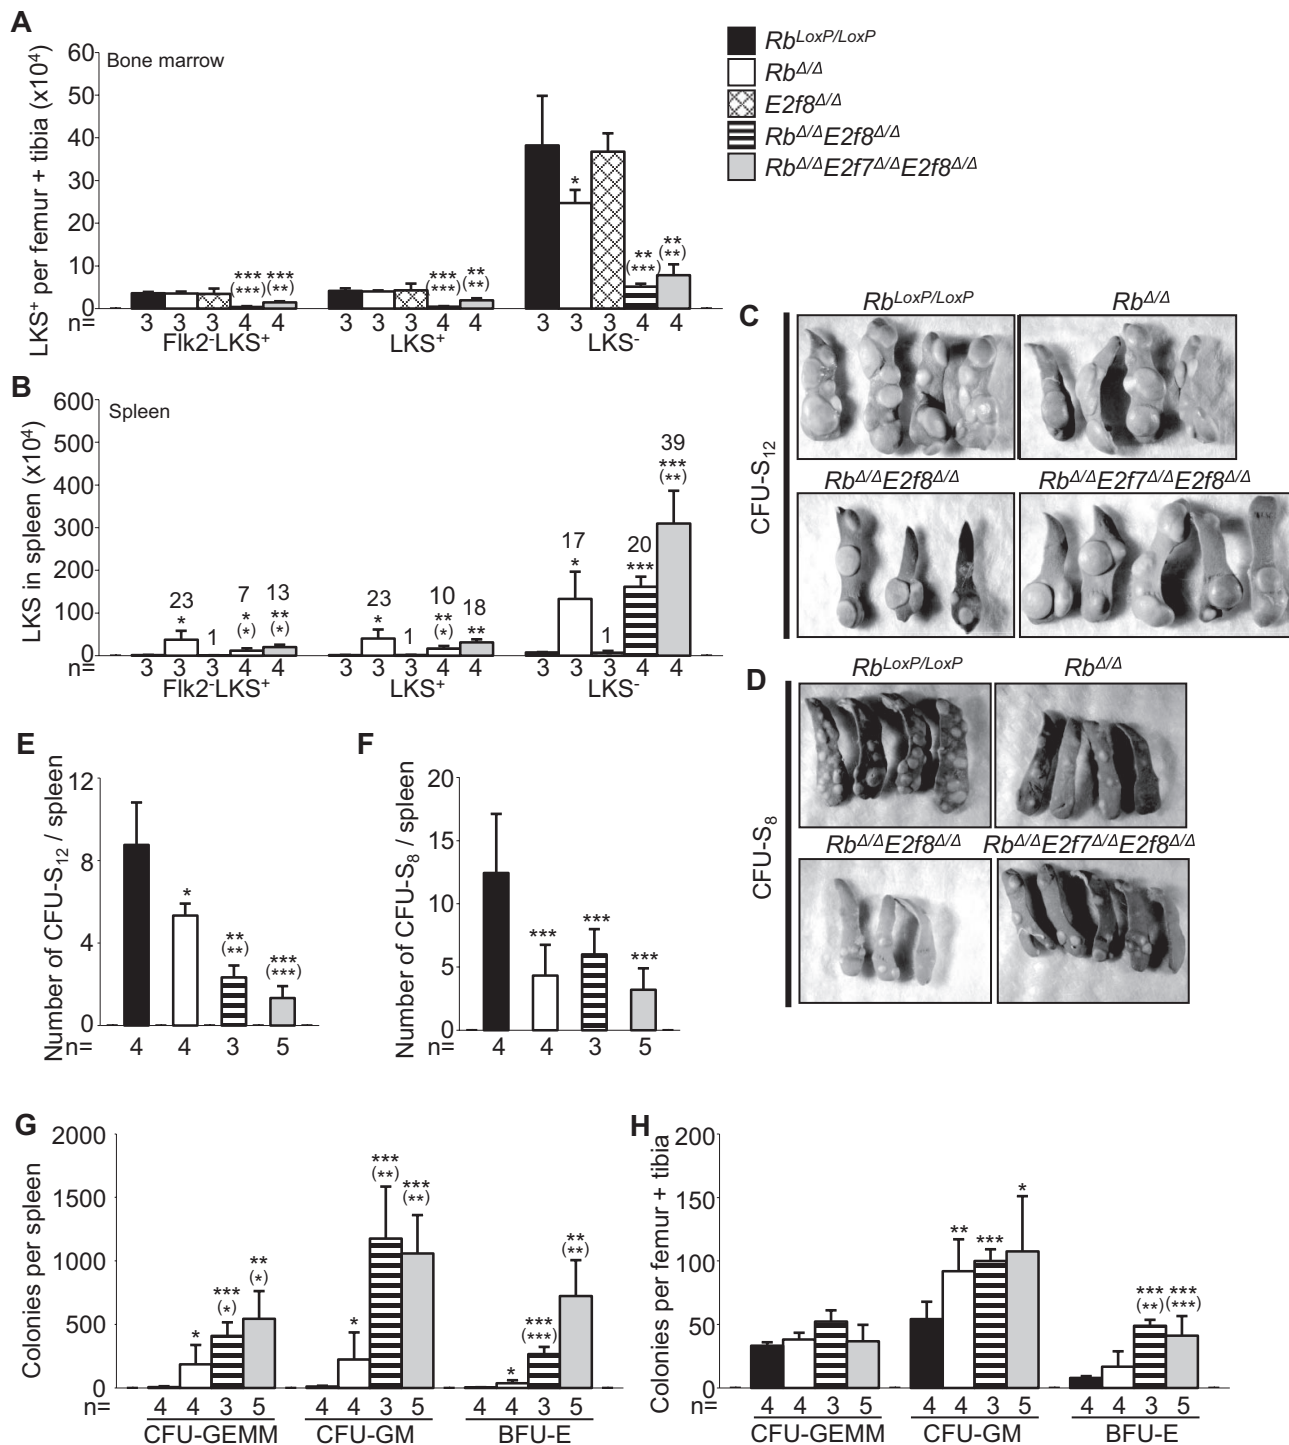 A
Bone marrow
LKS⁺ per femur + tibia (x10⁴)
60
50
40
30
20
10
0
*
*** (***) *** (**)
*** (***) ** (**)
** (***) ** (**)
n= 3 3 3 4 4 3 3 3 4 4 3 3 3 4 4
Flk2⁻LKS⁺ LKS⁺ LKS⁻
Rb^LoxP/LoxP
Rb^Δ/Δ
E2f8^Δ/Δ
Rb^Δ/ΔE2f8^Δ/Δ
Rb^Δ/ΔE2f7^Δ/ΔE2f8^Δ/Δ
B
Spleen
LKS in spleen (x10⁴)
600
500
400
300
200
100
0
23 * 1 7 * (*) 13 ** (*)
23 * 1 10 ** (*) 18 **
17 * 1 20 *** 39 *** (**)
n= 3 3 3 4 4 3 3 3 4 4 3 3 3 4 4
Flk2⁻LKS⁺ LKS⁺ LKS⁻
C
CFU-S₁₂
Rb^LoxP/LoxP Rb^Δ/Δ
Rb^Δ/ΔE2f8^Δ/Δ Rb^Δ/ΔE2f7^Δ/ΔE2f8^Δ/Δ
D
CFU-S₈
Rb^LoxP/LoxP Rb^Δ/Δ
Rb^Δ/ΔE2f8^Δ/Δ Rb^Δ/ΔE2f7^Δ/ΔE2f8^Δ/Δ
E
Number of CFU-S₁₂ / spleen
12
8
4
0
* ** (**) *** (***)
n= 4 4 3 5
F
Number of CFU-S₈ / spleen
20
15
10
5
0
*** *** ***
n= 4 4 3 5
G
Colonies per spleen
2000
1500
1000
500
0
* *** (*) ** (*)
* *** (**) *** (**)
* *** (***) ** (**)
n= 4 4 3 5 4 4 3 5 4 4 3 5
CFU-GEMM CFU-GM BFU-E
H
Colonies per femur + tibia
200
150
100
50
0
** *** *
*** (**) *** (***)
n= 4 4 3 5 4 4 3 5 4 4 3 5
CFU-GEMM CFU-GM BFU-E